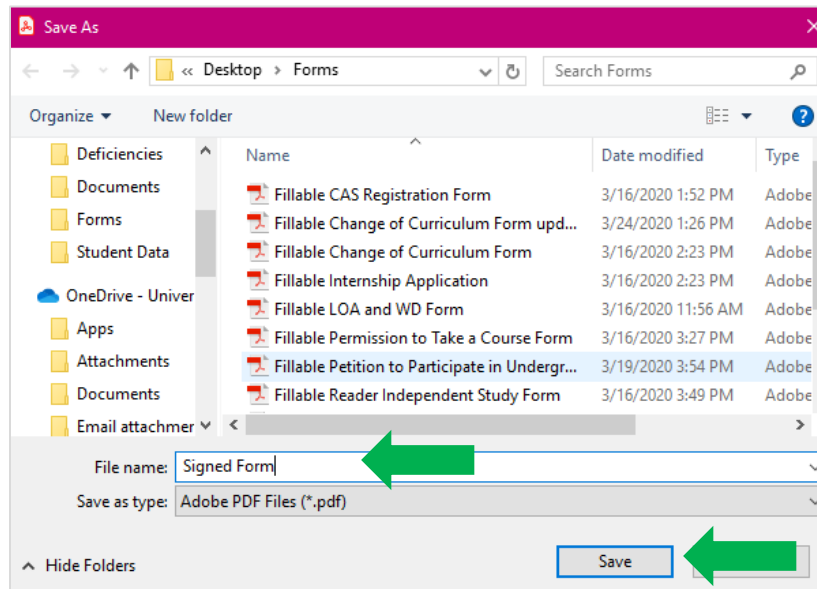 Save As
« Desktop > Forms
Search Forms
Organize
New folder
Name
Date modified
Type
Deficiencies
Documents
Forms
Student Data
OneDrive - Univer
Apps
Attachments
Documents
Email attachmer
Fillable CAS Registration Form 3/16/2020 1:52 PM Adobe
Fillable Change of Curriculum Form upd... 3/24/2020 1:26 PM Adobe
Fillable Change of Curriculum Form 3/16/2020 2:23 PM Adobe
Fillable Internship Application 3/16/2020 2:23 PM Adobe
Fillable LOA and WD Form 3/16/2020 11:56 AM Adobe
Fillable Permission to Take a Course Form 3/16/2020 3:27 PM Adobe
Fillable Petition to Participate in Undergr... 3/19/2020 3:54 PM Adobe
Fillable Reader Independent Study Form 3/16/2020 3:49 PM Adobe
File name: Signed Form
Save as type: Adobe PDF Files (*.pdf)
Hide Folders
Save